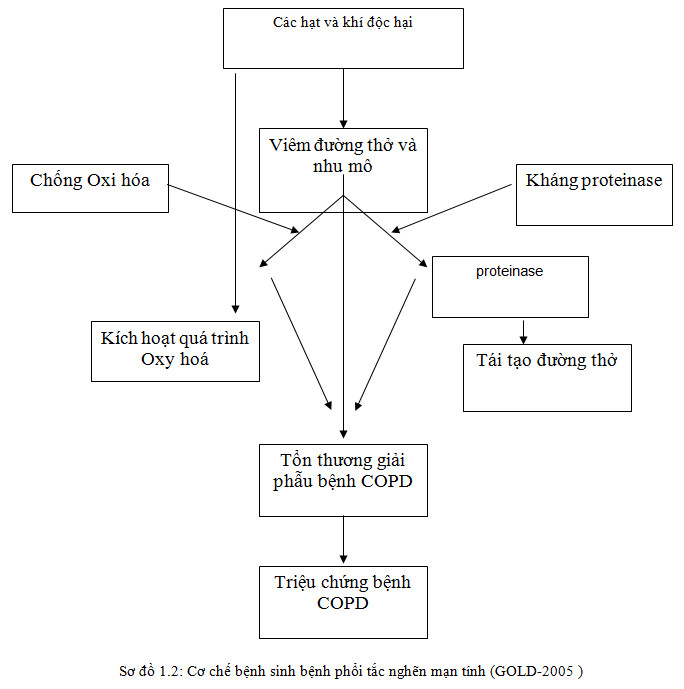 Các hạt và khí độc hại
Viêm đường thở và
nhu mô
Chống Oxi hóa
Kháng proteinase
proteinase
Kích hoạt quá trình
Oxy hoá
Tái tạo đường thở
Tổn thương giải
phẫu bệnh COPD
Triệu chứng bệnh
COPD
Sơ đồ 1.2: Cơ chế bệnh sinh bệnh phổi tắc nghẽn mạn tính (GOLD-2005 )